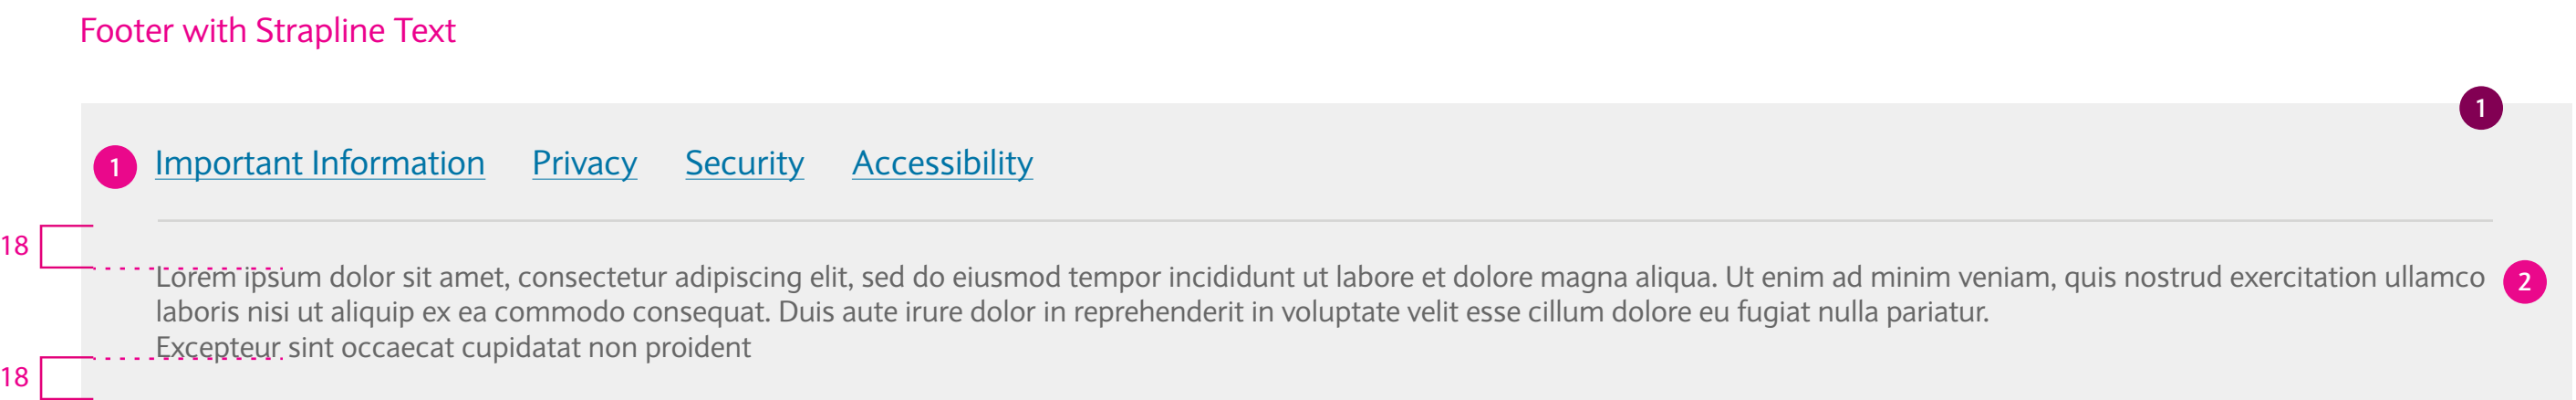 Footer with Strapline Text
1
1 Important Information Privacy Security Accessibility
18
Lorem ipsum dolor sit amet, consectetur adipiscing elit, sed do eiusmod tempor incididunt ut labore et dolore magna aliqua. Ut enim ad minim veniam, quis nostrud exercitation ullamco 2
laboris nisi ut aliquip ex ea commodo consequat. Duis aute irure dolor in reprehenderit in voluptate velit esse cillum dolore eu fugiat nulla pariatur.
Excepteur sint occaecat cupidatat non proident
18